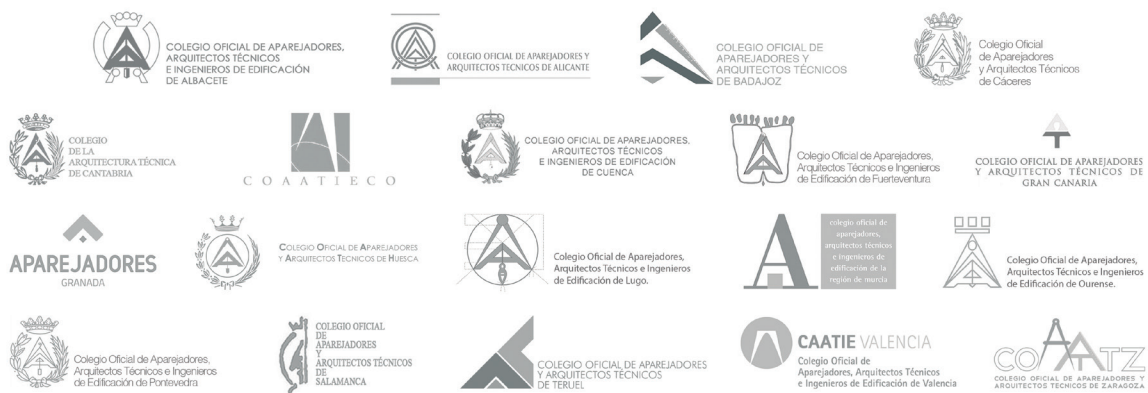 COLEGIO OFICIAL DE APAREJADORES,
ARQUITECTOS TÉCNICOS
E INGENIEROS DE EDIFICACIÓN
DE ALBACETE
COLEGIO OFICIAL DE APAREJADORES Y
ARQUITECTOS TECNICOS DE ALICANTE
COLEGIO OFICIAL DE
APAREJADORES Y
ARQUITECTOS TÉCNICOS
DE BADAJOZ
Colegio Oficial
de Aparejadores
y Arquitectos Técnicos
de Cáceres
COLEGIO
DE LA
ARQUITECTURA TÉCNICA
DE CANTABRIA
COAATIECO
COLEGIO OFICIAL DE APAREJADORES,
ARQUITECTOS TÉCNICOS
E INGENIEROS DE EDIFICACIÓN
DE CUENCA
Colegio Oficial de Aparejadores,
Arquitectos Técnicos e Ingenieros
de Edificación de Fuerteventura
COLEGIO OFICIAL DE APAREJADORES
Y ARQUITECTOS TÉCNICOS DE
GRAN CANARIA
APAREJADORES
GRANADA
COLEGIO OFICIAL DE APAREJADORES
Y ARQUITECTOS TECNICOS DE HUESCA
Colegio Oficial de Aparejadores,
Arquitectos Técnicos e Ingenieros
de Edificación de Lugo.
A
colegio oficial de
aparejadores,
arquitectos técnicos
e ingenieros de
edificación de la
región de murcia
Colegio Oficial de Aparejadores,
Arquitectos Técnicos e Ingenieros
de Edificación de Ourense.
Colegio Oficial de Aparejadores,
Arquitectos Técnicos e Ingenieros
de Edificación de Pontevedra
COLEGIO OFICIAL
DE
APAREJADORES
Y
ARQUITECTOS TÉCNICOS
DE
SALAMANCA
COLEGIO OFICIAL DE APAREJADORES
Y ARQUITECTOS TÉCNICOS
DE TERUEL
CAATIE VALENCIA
Colegio Oficial de
Aparejadores, Arquitectos Técnicos
e Ingenieros de Edificación de Valencia
COAATZ
COLEGIO OFICIAL DE APAREJADORES Y
ARQUITECTOS TECNICOS DE ZARAGOZA